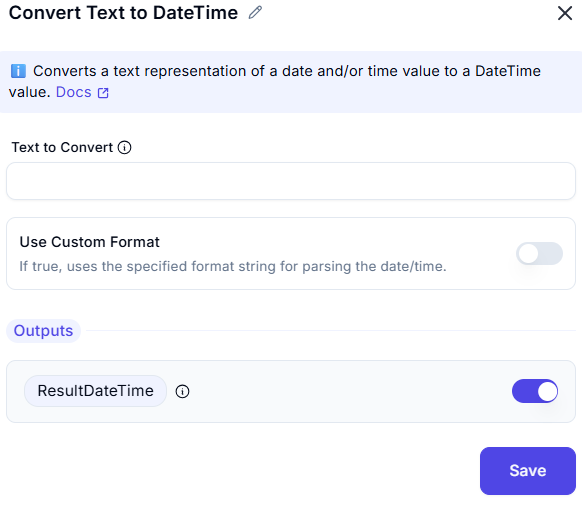 Convert Text to DateTime
Converts a text representation of a date and/or time value to a DateTime
value. Docs
Text to Convert
Use Custom Format
If true, uses the specified format string for parsing the date/time.
Outputs
ResultDateTime
Save